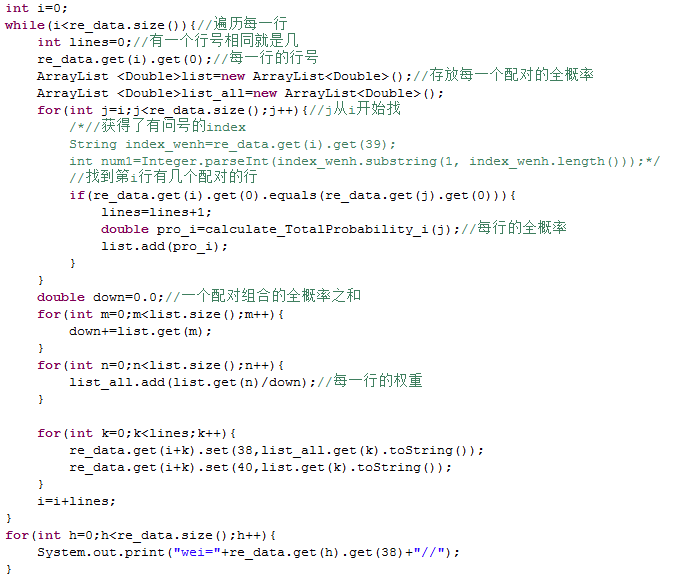 int i=0;
while(i<re_data.size()){//遍历每一行
    int lines=0;//有一个行号相同就是几
    re_data.get(i).get(0);//每一行的行号
    ArrayList <Double>list=new ArrayList<Double>();//存放每一个配对的全概率
    ArrayList <Double>list_all=new ArrayList<Double>();
    for(int j=i;j<re_data.size();j++){//j从i开始找
        /*//获得了有问号的index
        String index_wenh=re_data.get(i).get(39);
        int num1=Integer.parseInt(index_wenh.substring(1, index_wenh.length()));*/
        //找到第i行有几个配对的行
        if(re_data.get(i).get(0).equals(re_data.get(j).get(0))){
            lines=lines+1;
            double pro_i=calculate_TotalProbability_i(j);//每行的全概率
            list.add(pro_i);
        }
    }
    double down=0.0;//一个配对组合的全概率之和
    for(int m=0;m<list.size();m++){
        down+=list.get(m);
    }
    for(int n=0;n<list.size();n++){
        list_all.add(list.get(n)/down);//每一行的权重
    }

    for(int k=0;k<lines;k++){
        re_data.get(i+k).set(38,list_all.get(k).toString());
        re_data.get(i+k).set(40,list.get(k).toString());
    }
    i=i+lines;
}
for(int h=0;h<re_data.size();h++){
    System.out.print("wei="+re_data.get(h).get(38)+"//");
}